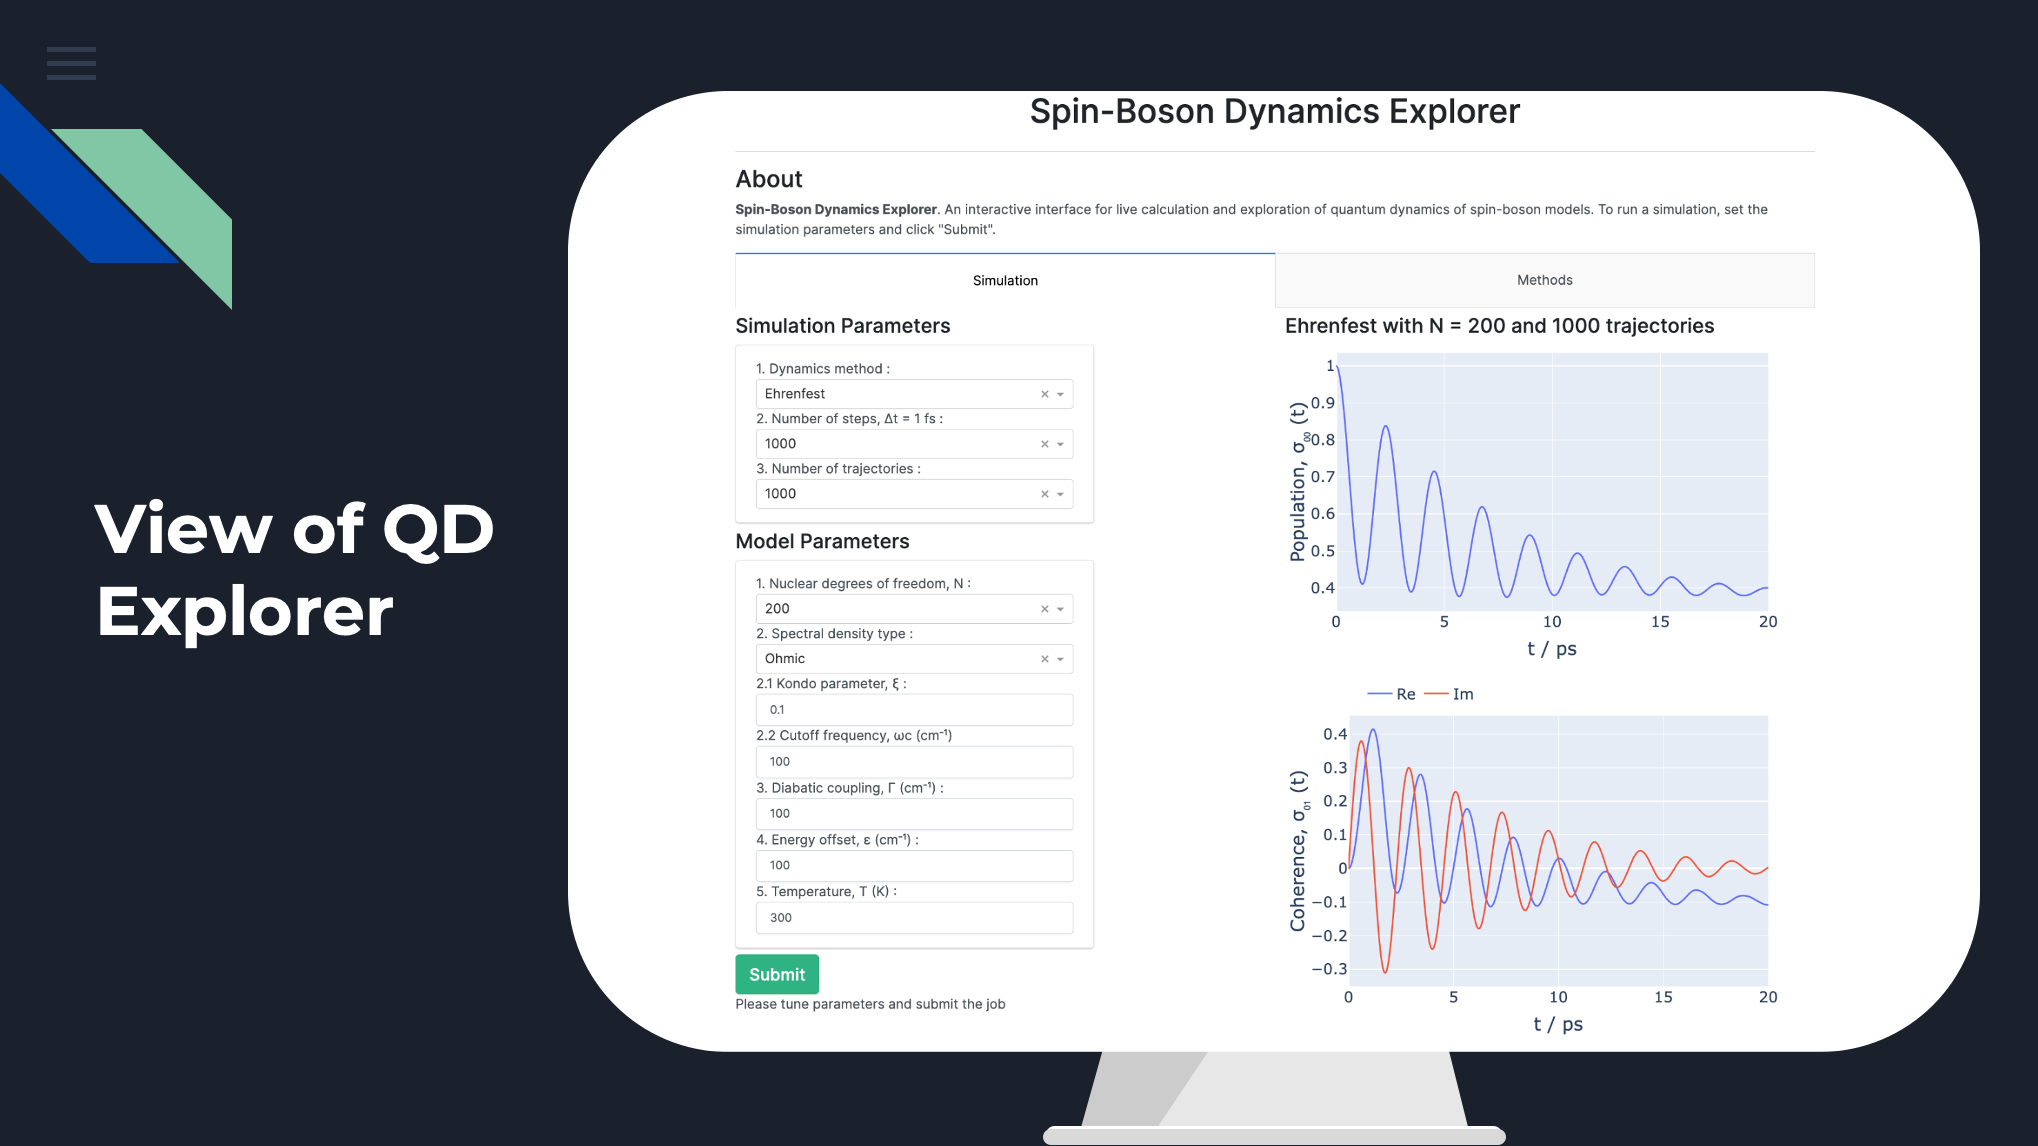 View of QD
Explorer
Spin-Boson Dynamics Explorer
About
Spin-Boson Dynamics Explorer. An interactive interface for live calculation and exploration of quantum dynamics of spin-boson models. To run a simulation, set the
simulation parameters and click "Submit".
Simulation
Methods
Simulation Parameters
1. Dynamics method :
Ehrenfest
2. Number of steps, Δt = 1 fs :
1000
3. Number of trajectories :
1000
Model Parameters
1. Nuclear degrees of freedom, N :
200
2. Spectral density type :
Ohmic
2.1 Kondo parameter, ξ :
0.1
2.2 Cutoff frequency, ωc (cm⁻¹)
100
3. Diabatic coupling, Γ (cm⁻¹) :
100
4. Energy offset, ε (cm⁻¹) :
100
5. Temperature, T (K) :
300
Submit
Please tune parameters and submit the job
Ehrenfest with N = 200 and 1000 trajectories
Population, σ₀₀ (t)
1
0.9
0.8
0.7
0.6
0.5
0.4
0 5 10 15 20
t / ps
Re Im
Coherence, σ₀₁ (t)
0.4
0.3
0.2
0.1
0
−0.1
−0.2
−0.3
0 5 10 15 20
t / ps